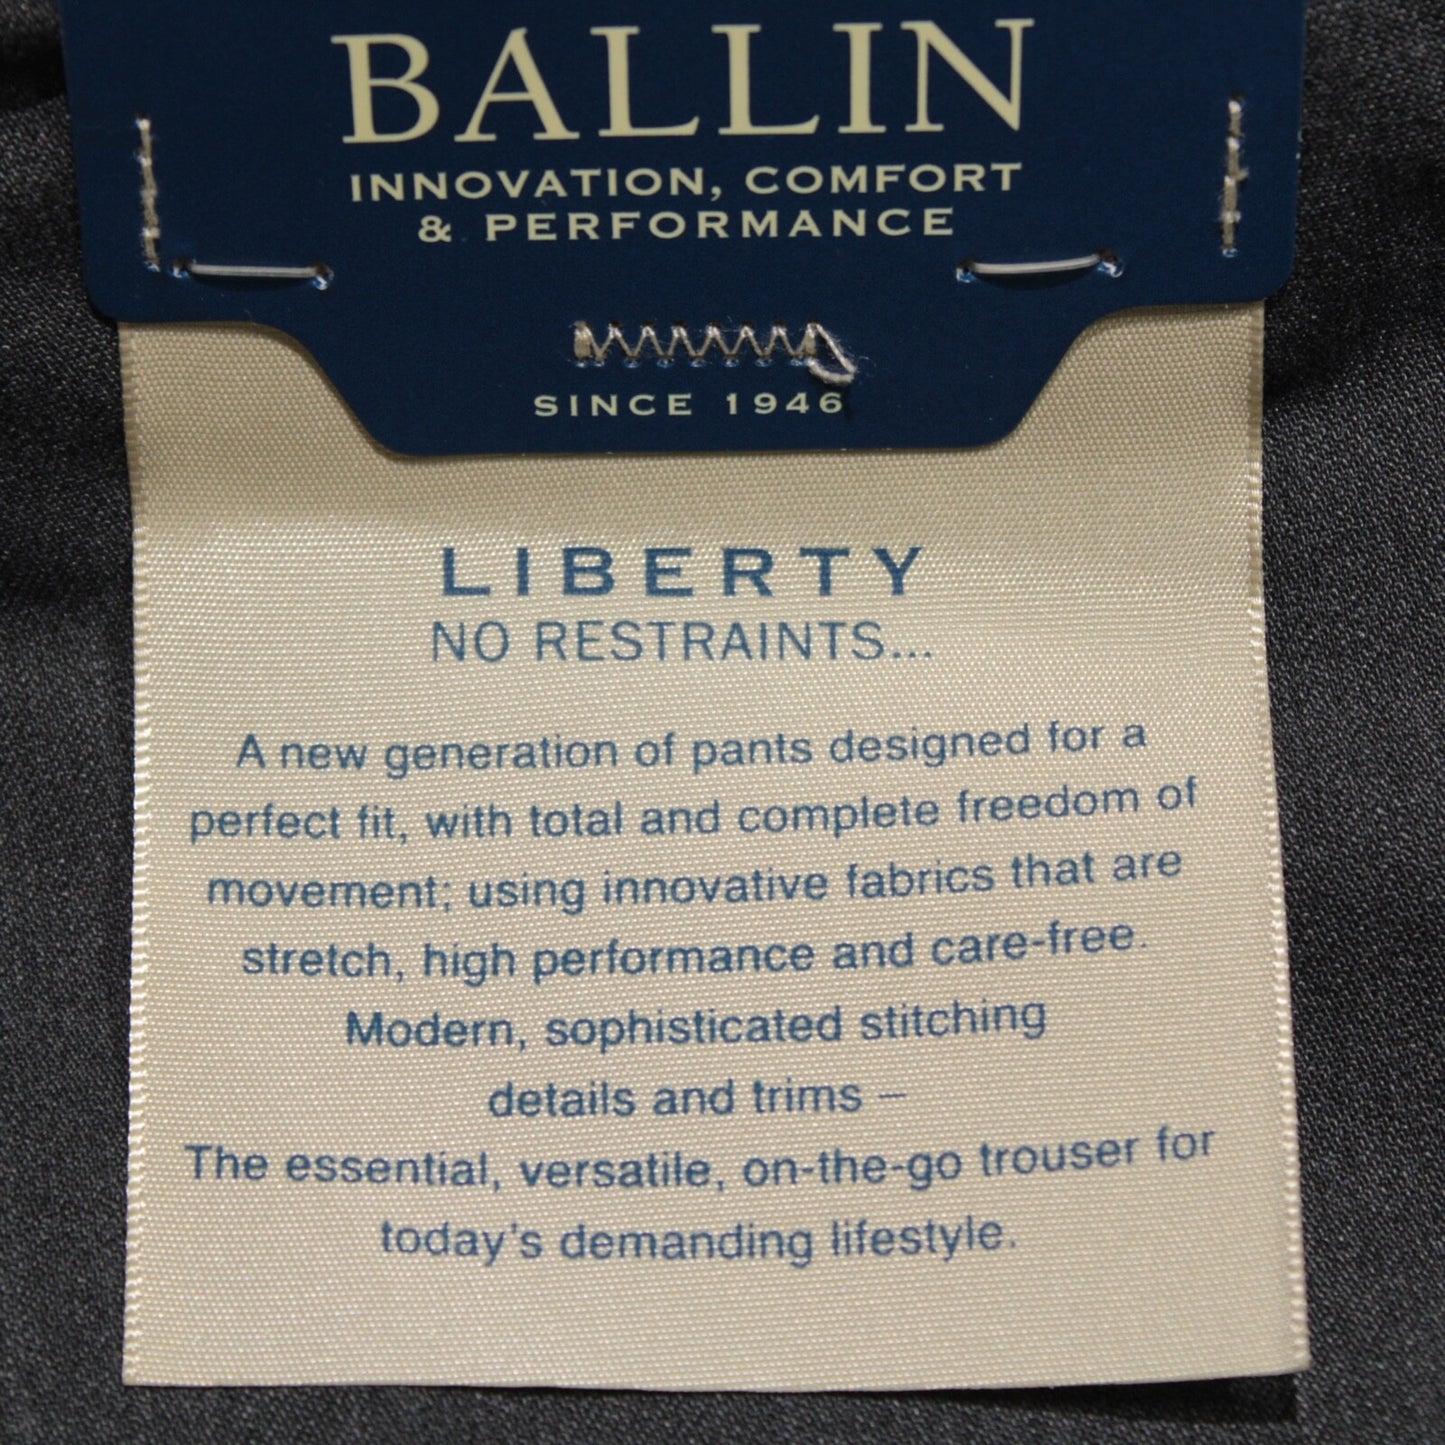 BALLIN
INNOVATION, COMFORT
& PERFORMANCE
SINCE 1946
LIBERTY
NO RESTRAINTS...
A new generation of pants designed for a
perfect fit, with total and complete freedom of
movement; using innovative fabrics that are
stretch, high performance and care-free.
Modern, sophisticated stitching
details and trims –
The essential, versatile, on-the-go trouser for
today's demanding lifestyle.